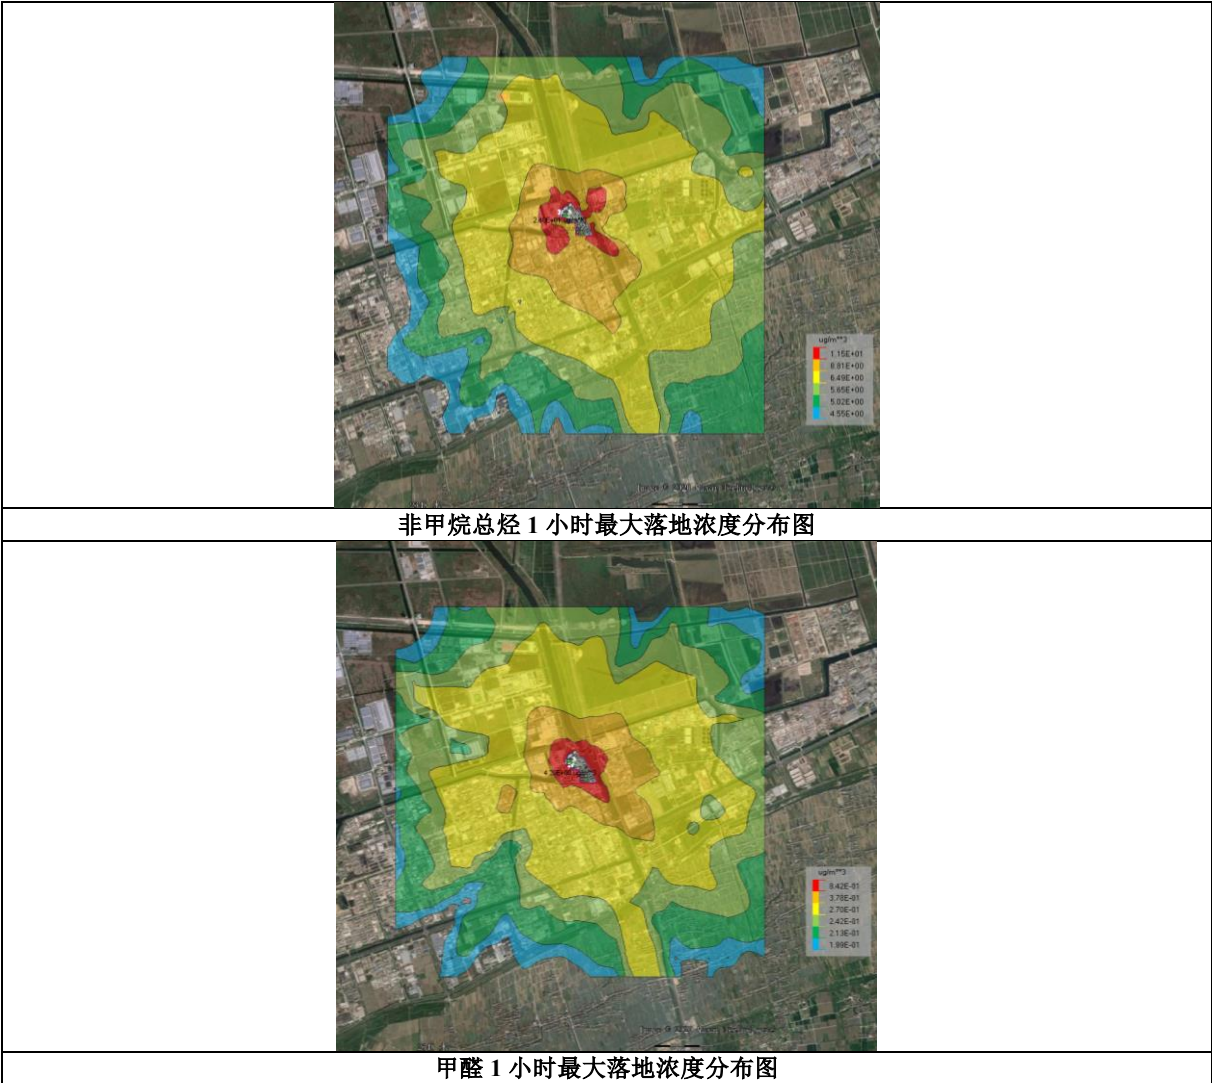 ug/m**3
1.15E+01
8.81E+00
6.49E+00
5.65E+00
5.02E+00
4.55E+00
非甲烷总烃 1 小时最大落地浓度分布图
ug/m**3
8.42E-01
3.78E-01
2.70E-01
2.42E-01
2.13E-01
1.99E-01
甲醛 1 小时最大落地浓度分布图